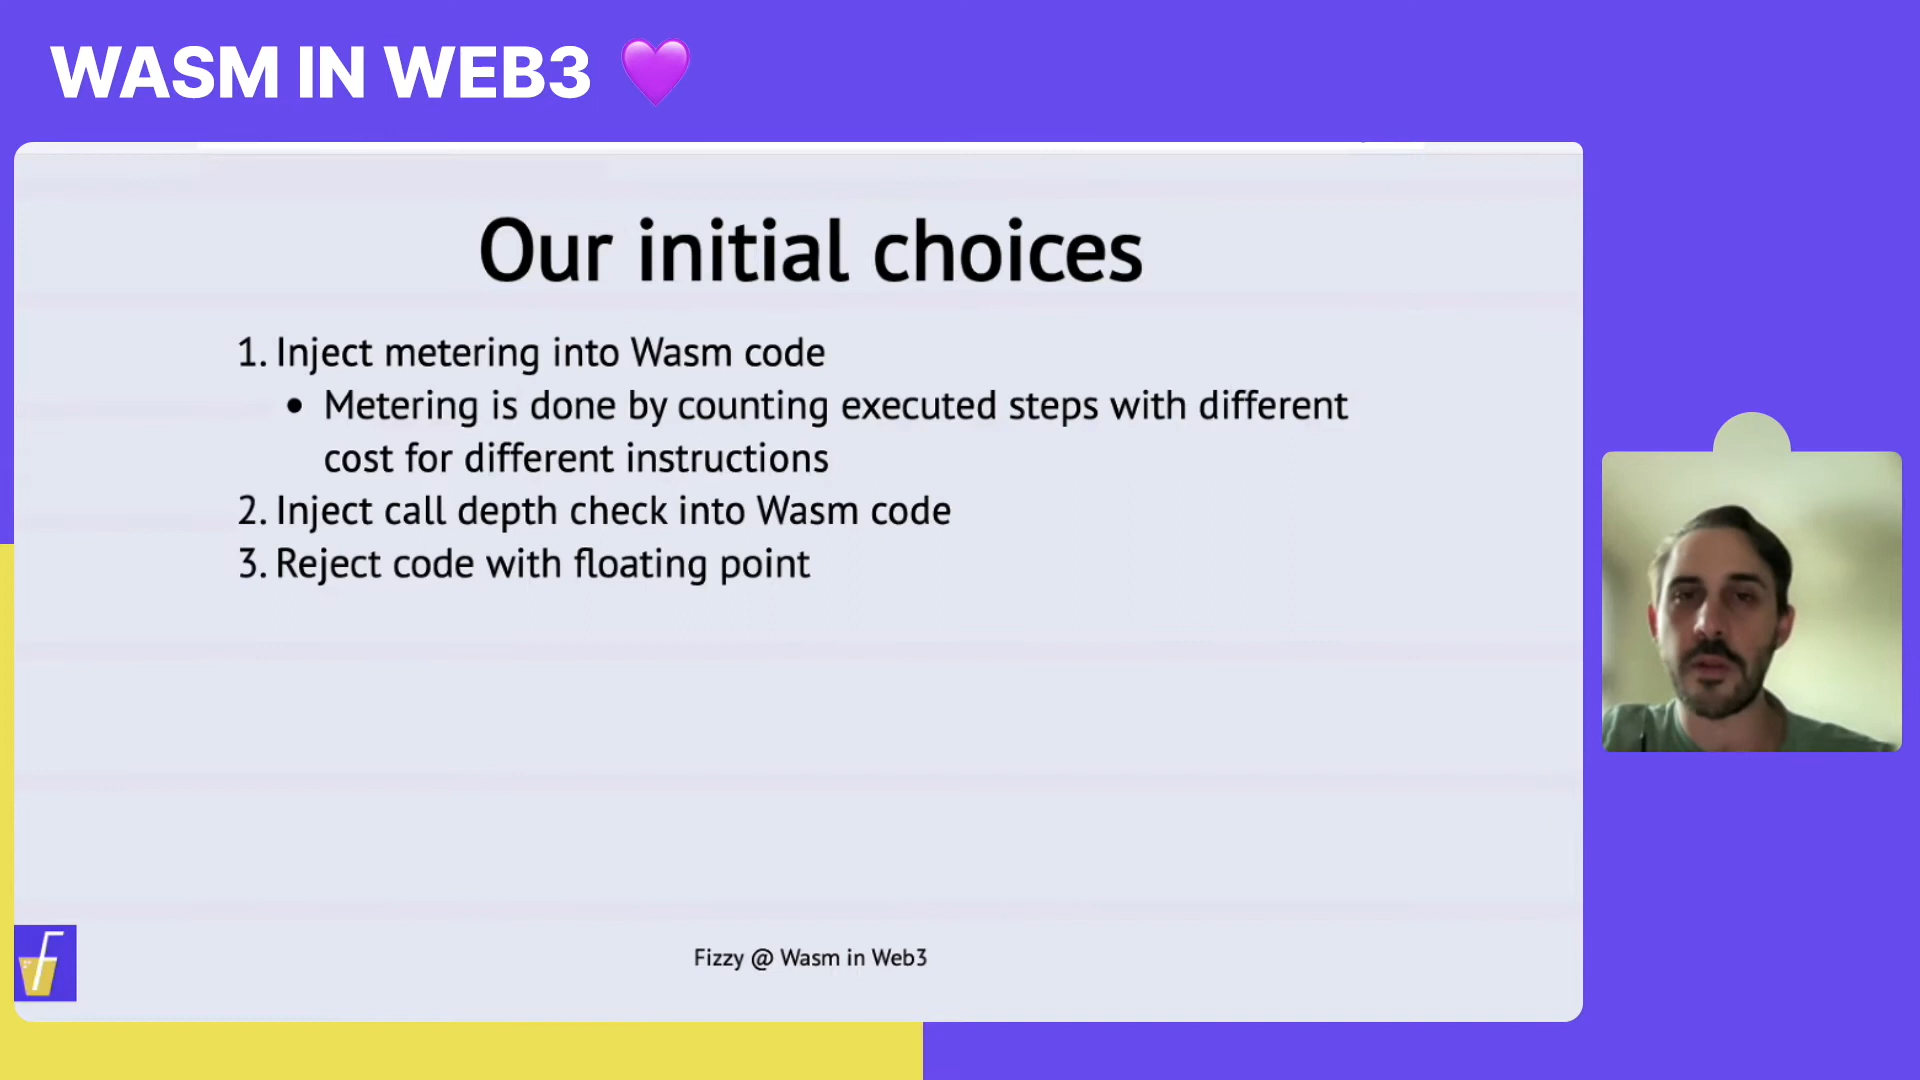 WASM IN WEB3 💜
Our initial choices
1. Inject metering into Wasm code
• Metering is done by counting executed steps with different
cost for different instructions
2. Inject call depth check into Wasm code
3. Reject code with floating point
f
Fizzy @ Wasm in Web3